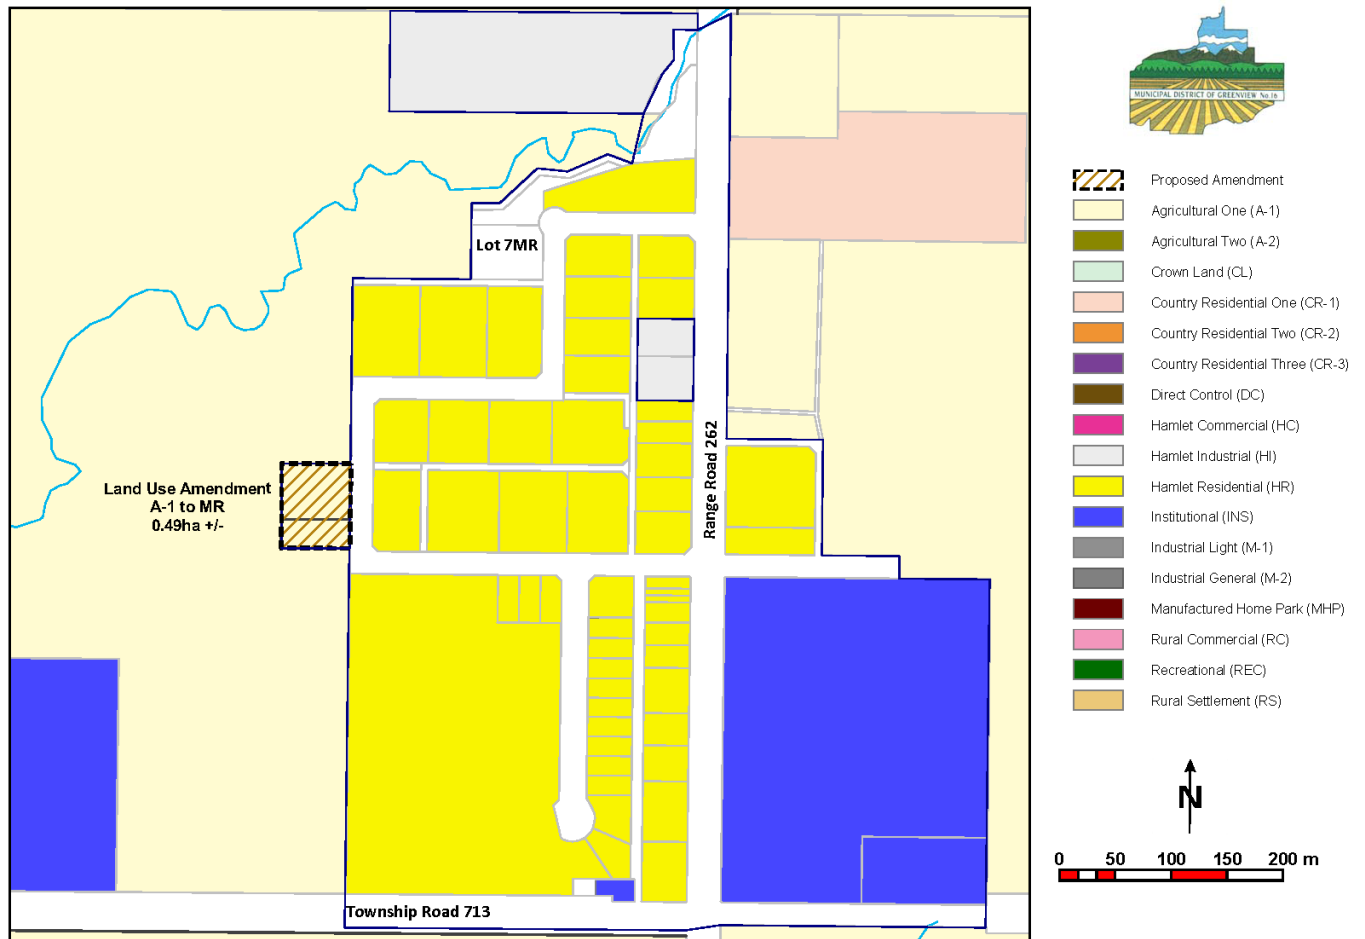 MUNICIPAL DISTRICT OF GREENVIEW No.16
Lot 7MR
Range Road 262
Land Use Amendment
A-1 to MR
0.49ha +/-
Township Road 713
Proposed Amendment
Agricultural One (A-1)
Agricultural Two (A-2)
Crown Land (CL)
Country Residential One (CR-1)
Country Residential Two (CR-2)
Country Residential Three (CR-3)
Direct Control (DC)
Hamlet Commercial (HC)
Hamlet Industrial (HI)
Hamlet Residential (HR)
Institutional (INS)
Industrial Light (M-1)
Industrial General (M-2)
Manufactured Home Park (MHP)
Rural Commercial (RC)
Recreational (REC)
Rural Settlement (RS)
N
0 50 100 150 200 m